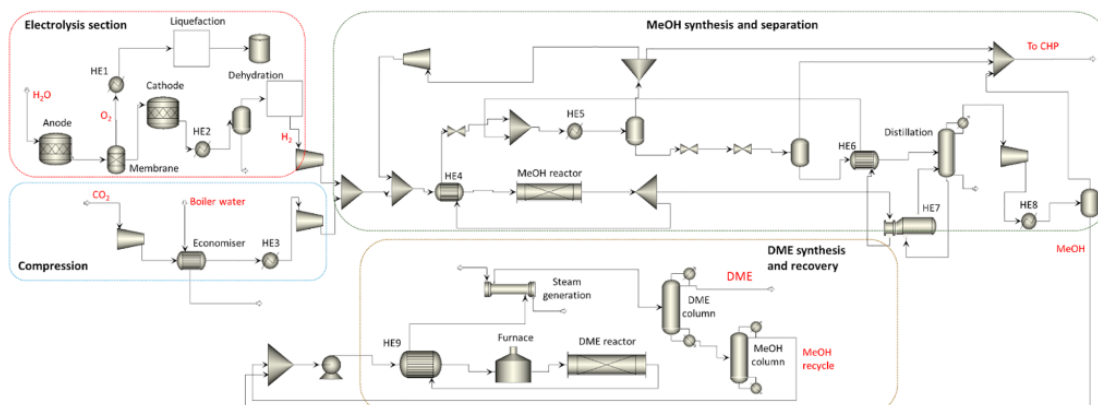 Electrolysis section
Liquefaction
HE1
H2O
O2
Cathode
Dehydration
Anode
HE2
H2
Membrane
CO2
Boiler water
Economiser
HE3
Compression
MeOH synthesis and separation
To CHP
HE5
Distillation
HE6
HE4
MeOH reactor
HE7
HE8
MeOH
DME synthesis
and recovery
Steam
generation
DME
DME
column
Furnace
DME reactor
HE9
MeOH
column
MeOH
recycle